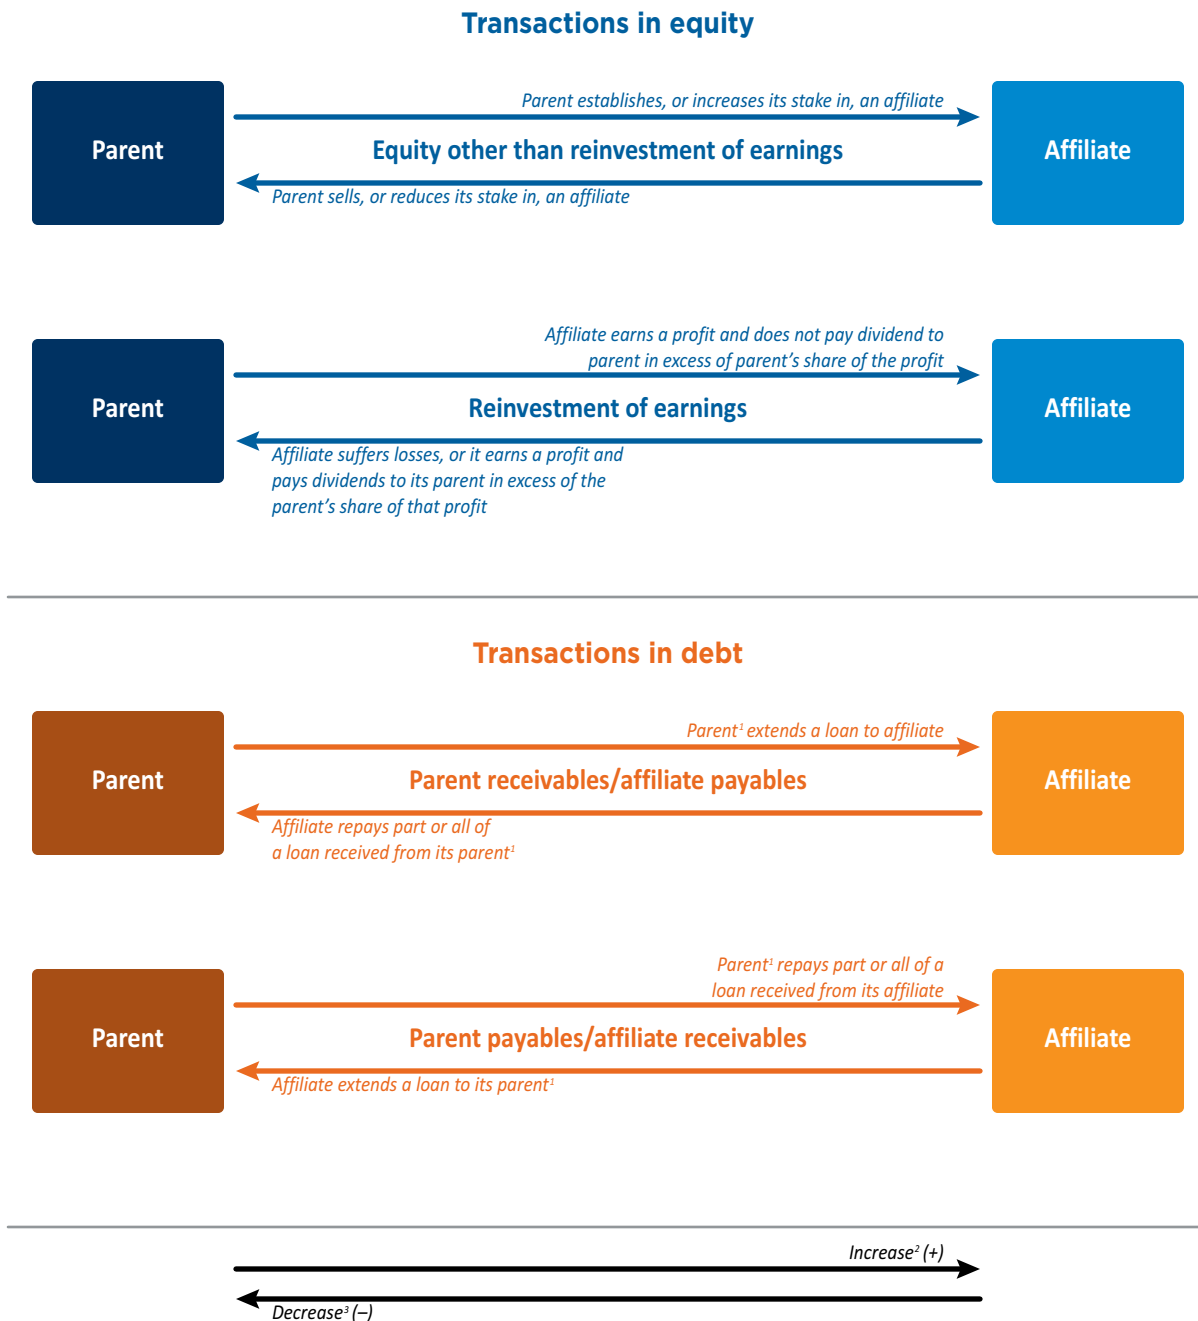 Transactions in equity
Parent establishes, or increases its stake in, an affiliate
Parent
Equity other than reinvestment of earnings
Affiliate
Parent sells, or reduces its stake in, an affiliate
Affiliate earns a profit and does not pay dividend to
parent in excess of parent’s share of the profit
Parent
Reinvestment of earnings
Affiliate
Affiliate suffers losses, or it earns a profit and
pays dividends to its parent in excess of the
parent’s share of that profit
Transactions in debt
Parent¹ extends a loan to affiliate
Parent
Parent receivables/affiliate payables
Affiliate
Affiliate repays part or all of
a loan received from its parent¹
Parent¹ repays part or all of a
loan received from its affiliate
Parent
Parent payables/affiliate receivables
Affiliate
Affiliate extends a loan to its parent¹
Increase² (+)
Decrease³ (–)